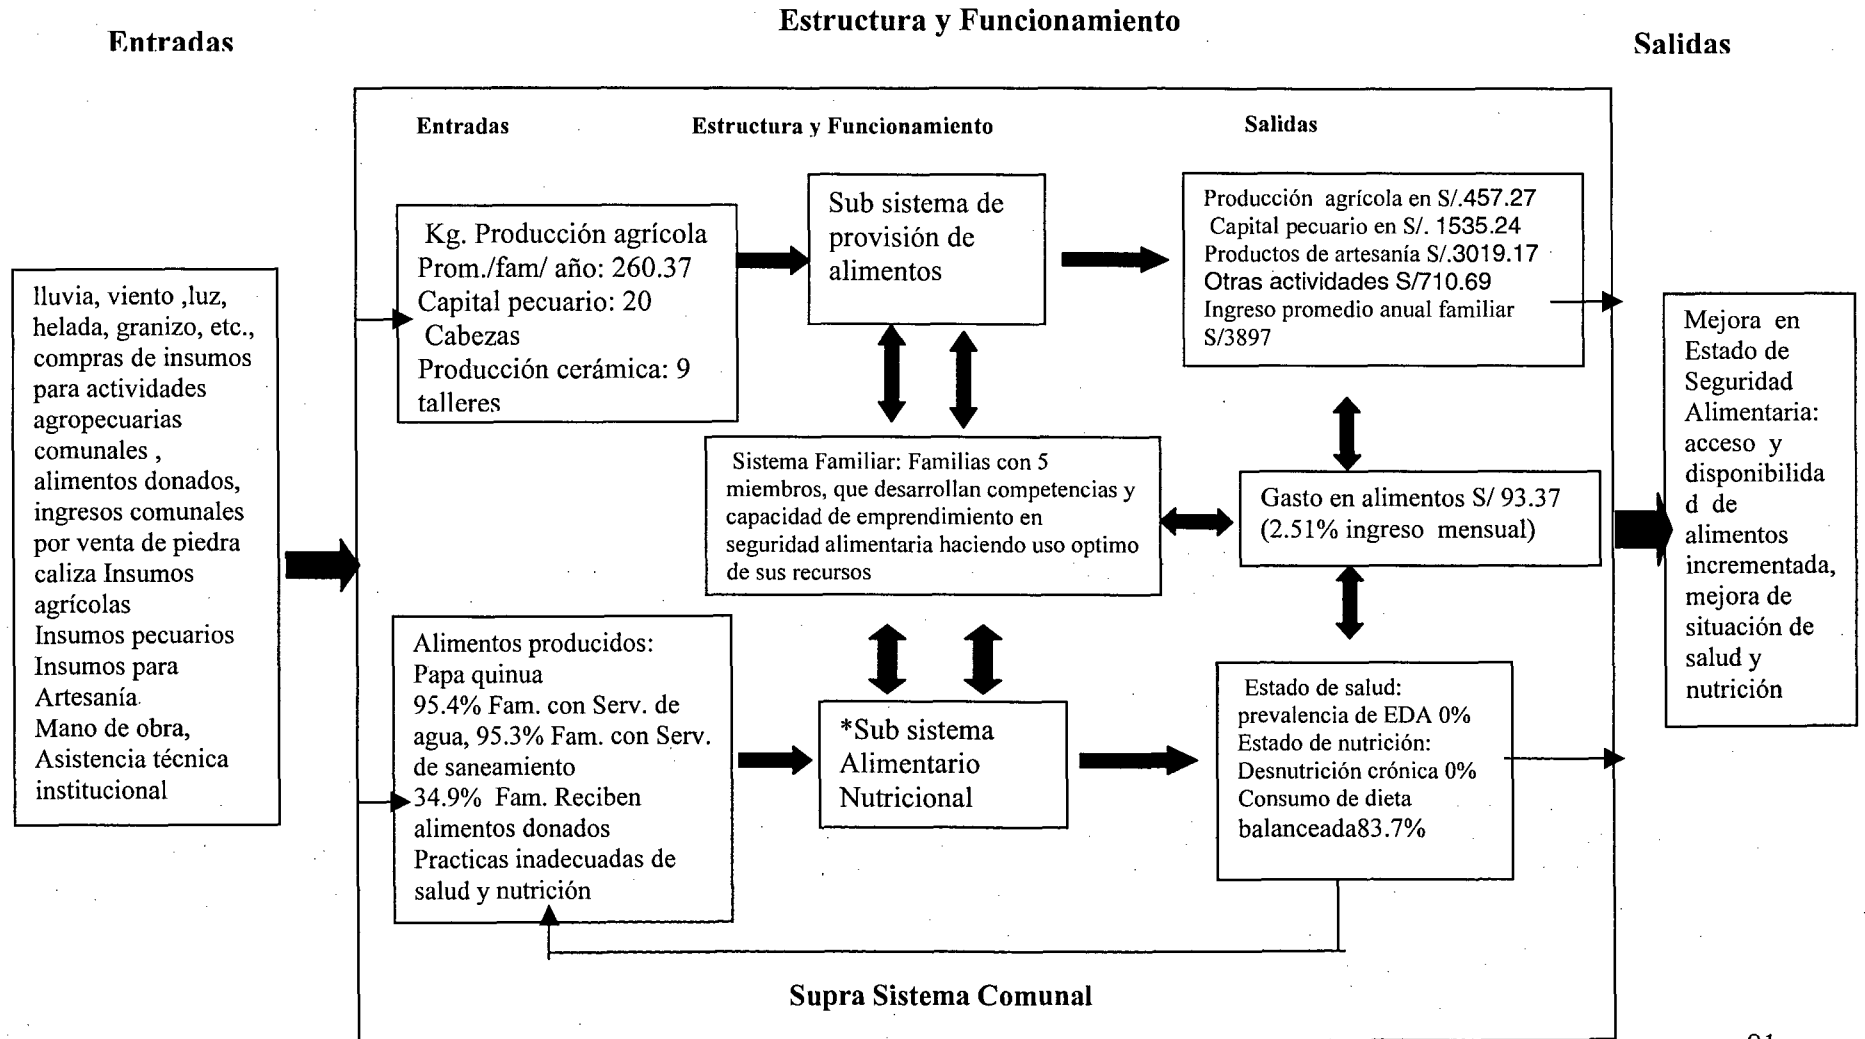 Estructura y Funcionamiento
Entradas
Salidas
Entradas
Estructura y Funcionamiento
Salidas
lluvia, viento ,luz,
helada, granizo, etc.,
compras de insumos
para actividades
agropecuarias
comunales ,
alimentos donados,
ingresos comunales
por venta de piedra
caliza Insumos
agrícolas
Insumos pecuarios
Insumos para
Artesanía.
Mano de obra,
Asistencia técnica
institucional
Kg. Producción agrícola
Prom./fam/ año: 260.37
Capital pecuario: 20
Cabezas
Producción cerámica: 9
talleres
Sub sistema de
provisión de
alimentos
Producción agrícola en S/.457.27
Capital pecuario en S/. 1535.24
Productos de artesanía S/.3019.17
Otras actividades S/710.69
Ingreso promedio anual familiar
S/3897
Sistema Familiar: Familias con 5
miembros, que desarrollan competencias y
capacidad de emprendimiento en
seguridad alimentaria haciendo uso optimo
de sus recursos
Gasto en alimentos S/ 93.37
(2.51% ingreso mensual)
Alimentos producidos:
Papa quinua
95.4% Fam. con Serv. de
agua, 95.3% Fam. con Serv.
de saneamiento
34.9% Fam. Reciben
alimentos donados
Practicas inadecuadas de
salud y nutrición
*Sub sistema
Alimentario
Nutricional
Estado de salud:
prevalencia de EDA 0%
Estado de nutrición:
Desnutrición crónica 0%
Consumo de dieta
balanceada83.7%
Mejora en
Estado de
Seguridad
Alimentaria:
acceso y
disponibilida
d de
alimentos
incrementada,
mejora de
situación de
salud y
nutrición
Supra Sistema Comunal